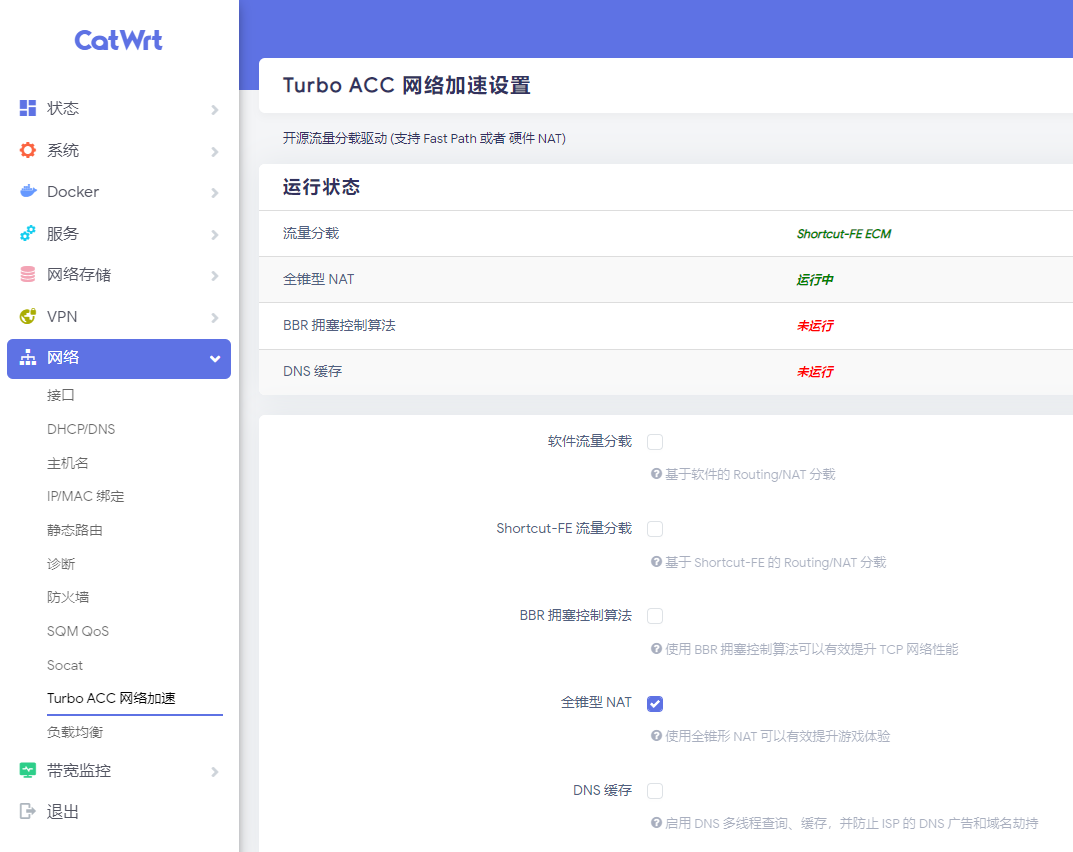 CatWrt
状态
系统
Docker
服务
网络存储
VPN
网络
接口
DHCP/DNS
主机名
IP/MAC 绑定
静态路由
诊断
防火墙
SQM QoS
Socat
Turbo ACC 网络加速
负载均衡
带宽监控
退出
Turbo ACC 网络加速设置
开源流量分载驱动 (支持 Fast Path 或者 硬件 NAT)
运行状态
流量分载 Shortcut-FE ECM
全锥型 NAT 运行中
BBR 拥塞控制算法 未运行
DNS 缓存 未运行
软件流量分载
基于软件的 Routing/NAT 分载
Shortcut-FE 流量分载
基于 Shortcut-FE 的 Routing/NAT 分载
BBR 拥塞控制算法
使用 BBR 拥塞控制算法可以有效提升 TCP 网络性能
全锥型 NAT
使用全锥形 NAT 可以有效提升游戏体验
DNS 缓存
启用 DNS 多线程查询、缓存，并防止 ISP 的 DNS 广告和域名劫持